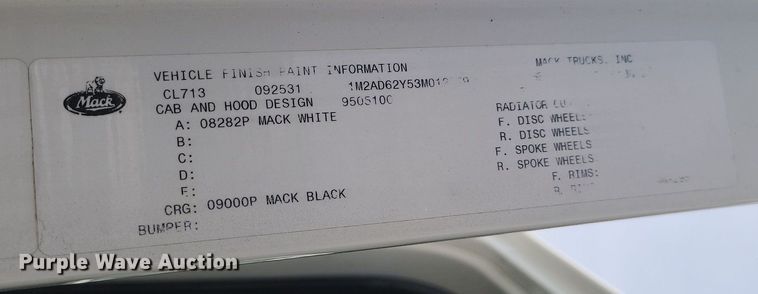 Mack
VEHICLE FINISH PAINT INFORMATION
MACK TRUCKS, INC
CL713 092531
CAB AND HOOD DESIGN 950S100
A: 08282P MACK WHITE
B:
C:
D:
E:
CRG: 09000P MACK BLACK
BUMPER:
RADIATOR
F. DISC WHEELS
R. DISC WHEELS
F. SPOKE WHEELS
R. SPOKE WHEELS
F. RIMS:
Purple Wave Auction